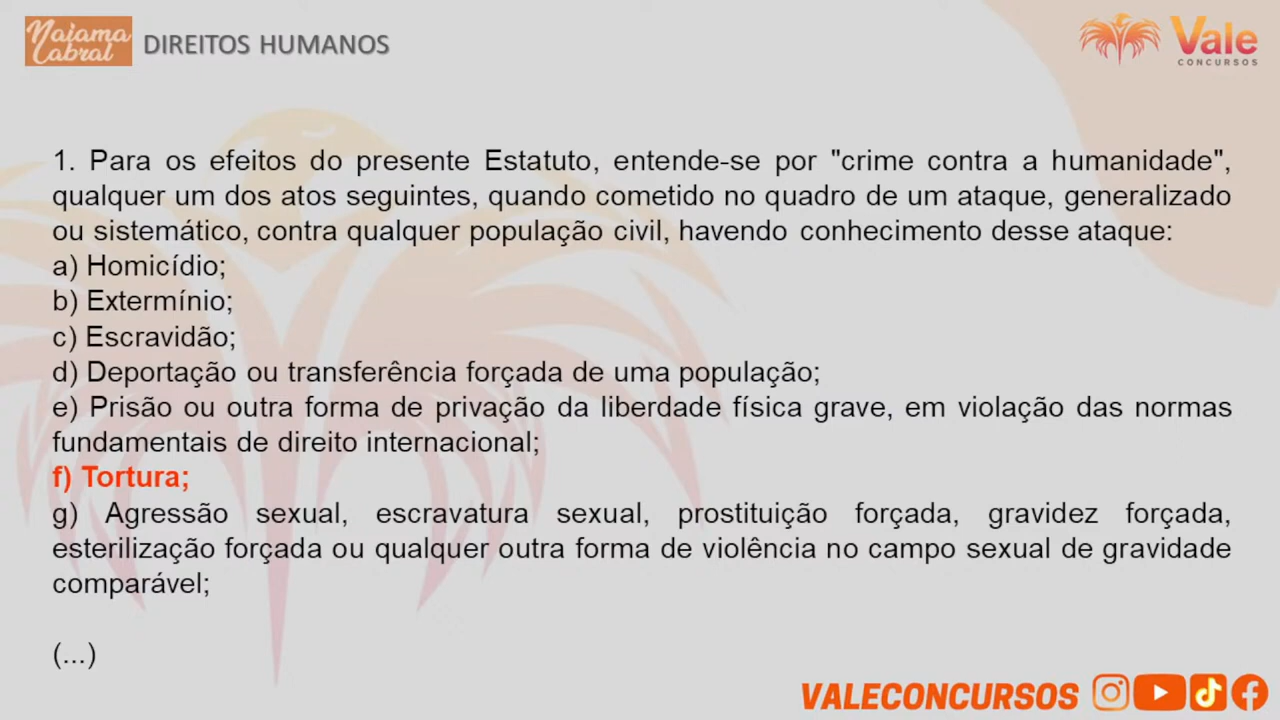 Naiama
Cabral
DIREITOS HUMANOS
Vale
CONCURSOS
1. Para os efeitos do presente Estatuto, entende-se por "crime contra a humanidade",
qualquer um dos atos seguintes, quando cometido no quadro de um ataque, generalizado
ou sistemático, contra qualquer população civil, havendo conhecimento desse ataque:
a) Homicídio;
b) Extermínio;
c) Escravidão;
d) Deportação ou transferência forçada de uma população;
e) Prisão ou outra forma de privação da liberdade física grave, em violação das normas
fundamentais de direito internacional;
f) Tortura;
g) Agressão sexual, escravatura sexual, prostituição forçada, gravidez forçada,
esterilização forçada ou qualquer outra forma de violência no campo sexual de gravidade
comparável;
(...)
VALECONCURSOS